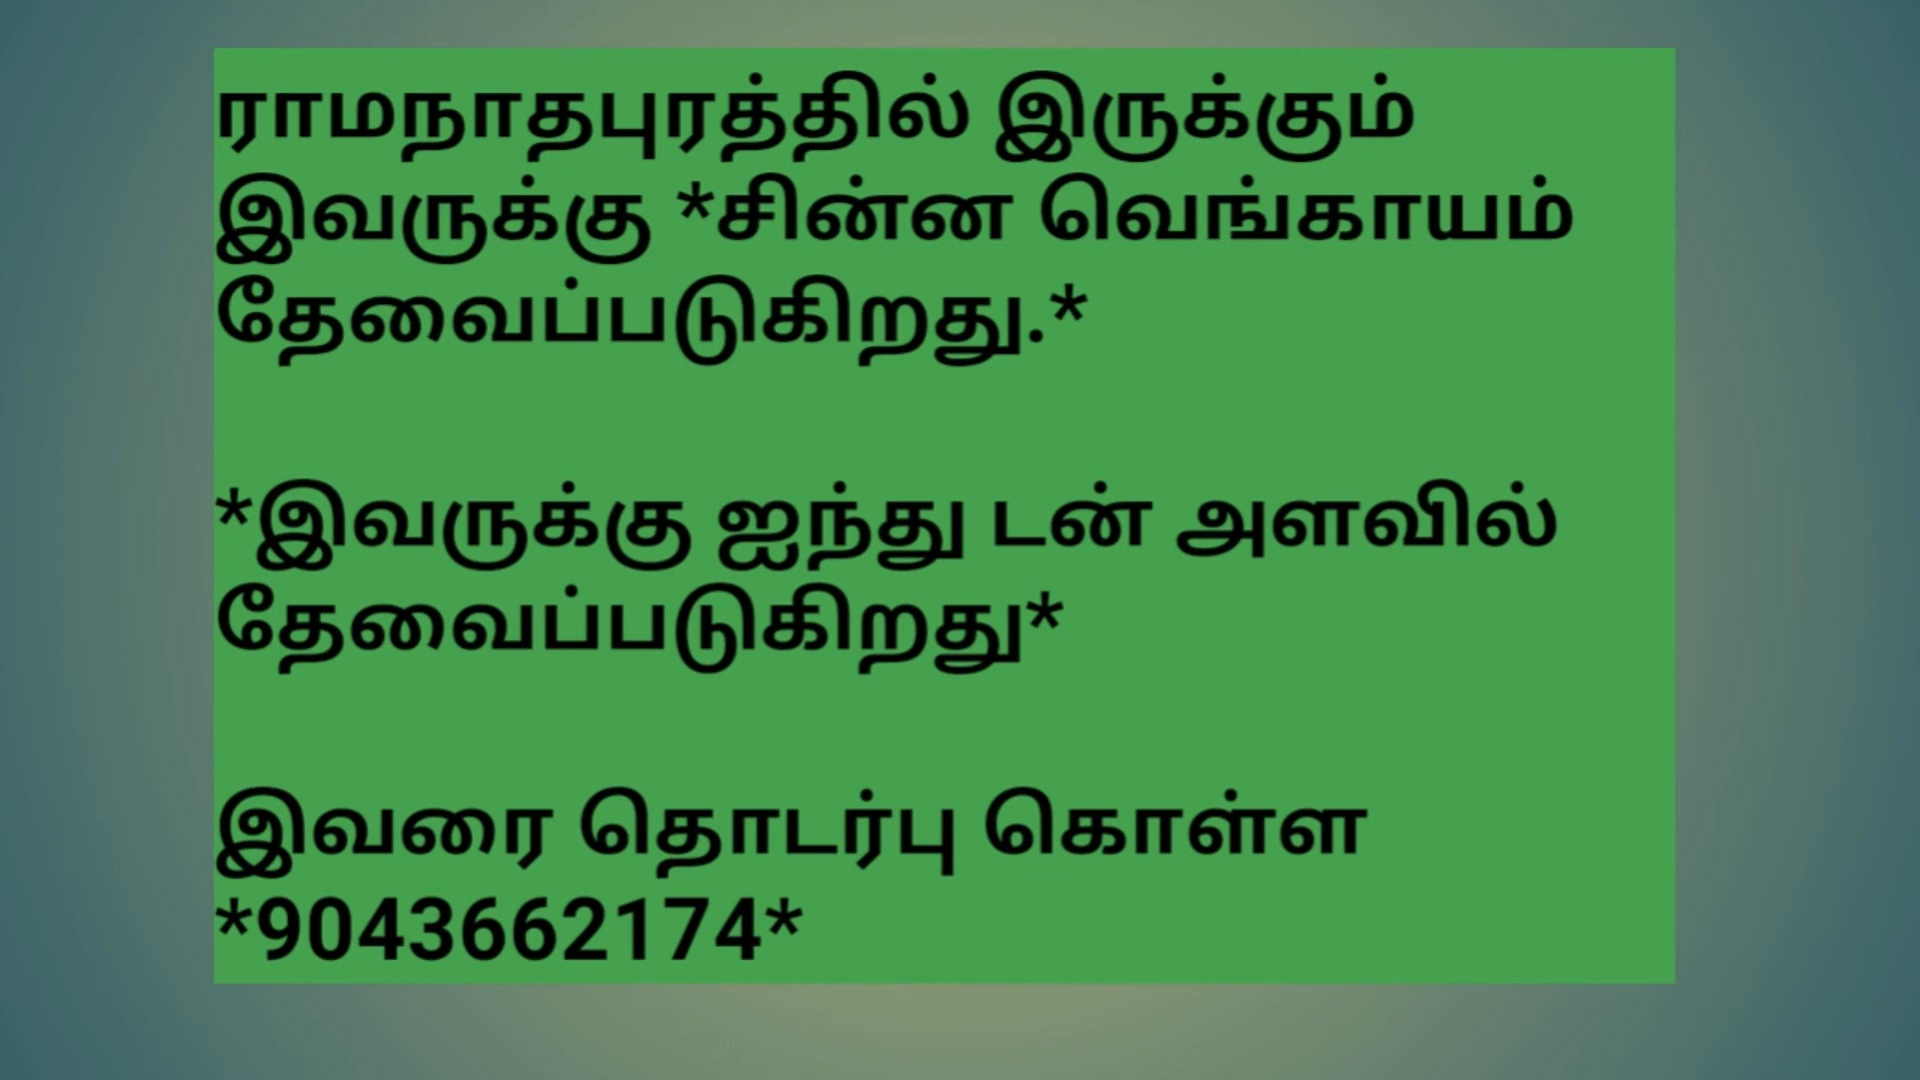 ராமநாதபுரத்தில் இருக்கும்
இவருக்கு *சின்ன வெங்காயம்
தேவைப்படுகிறது.*
*இவருக்கு ஐந்து டன் அளவில்
தேவைப்படுகிறது*
இவரை தொடர்பு கொள்ள
*9043662174*